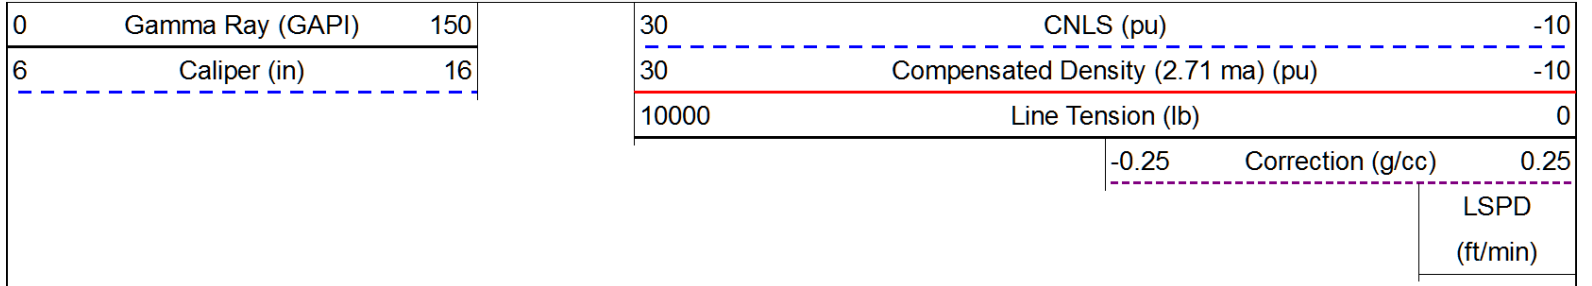 0 Gamma Ray (GAPI) 150 30 CNLS (pu) -10
6 Caliper (in) 16 30 Compensated Density (2.71 ma) (pu) -10
10000 Line Tension (lb) 0
-0.25 Correction (g/cc) 0.25
LSPD
(ft/min)